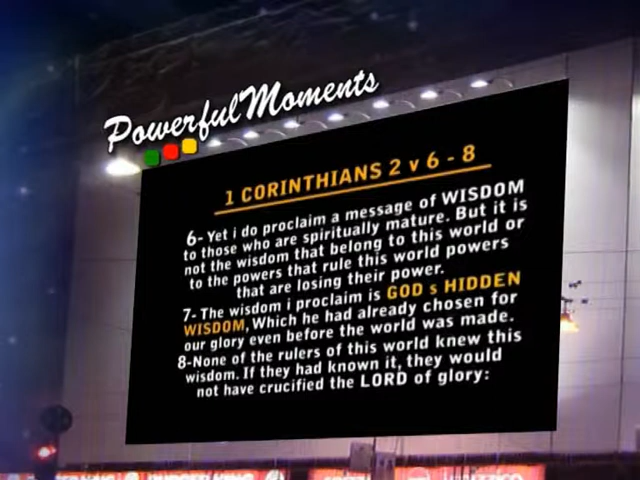 PowerfulMoments
1 CORINTHIANS 2 v 6 - 8
6- Yet i do proclaim a message of WISDOM
to those who are spiritually mature. But it is
not the wisdom that belong to this world or
to the powers that rule this world powers
that are losing their power.
7- The wisdom i proclaim is GOD s HIDDEN
WISDOM, Which he had already chosen for
our glory even before the world was made.
8-None of the rulers of this world knew this
wisdom. If they had known it, they would
not have crucified the LORD of glory: